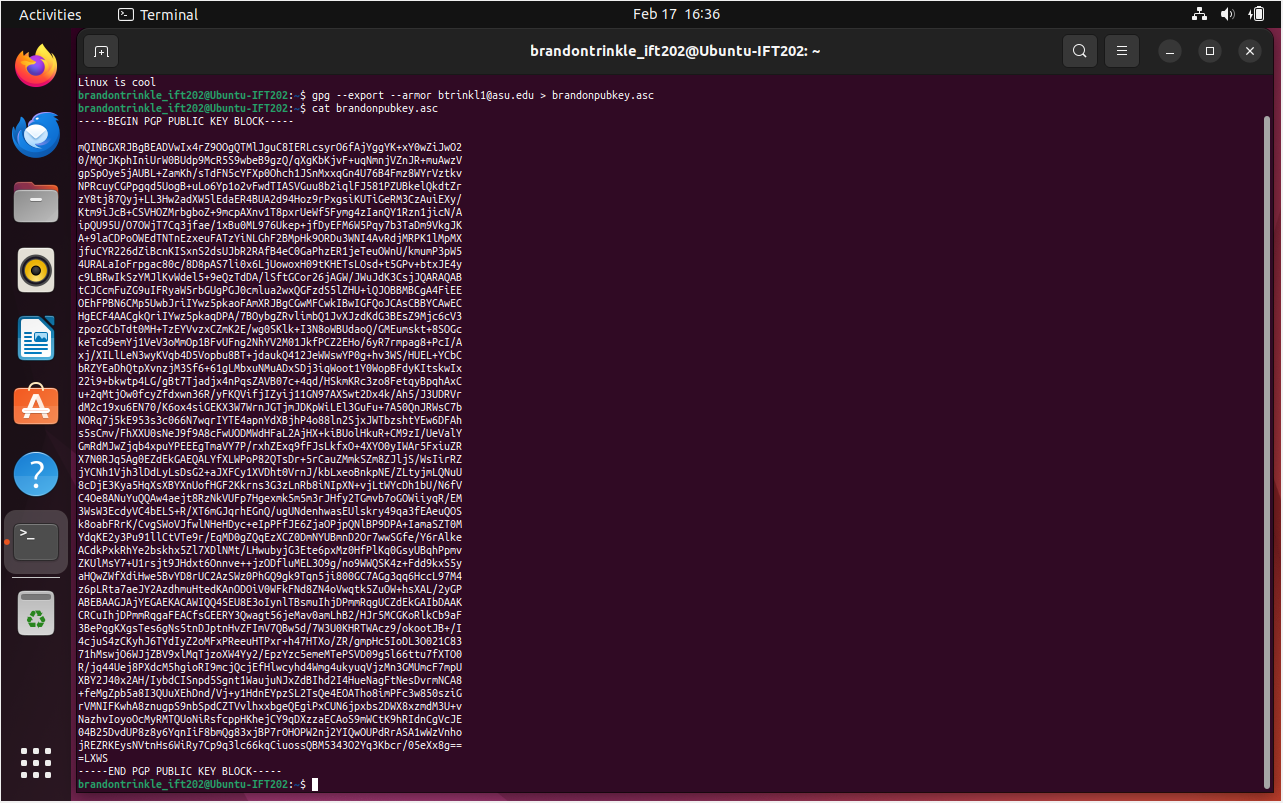 Activities
Terminal
Feb 17 16:36
brandontrinkle_ift202@Ubuntu-IFT202: ~
Linux is cool
brandontrinkle_ift202@Ubuntu-IFT202:~$ gpg --export --armor btrinkl1@asu.edu > brandonpubkey.asc
brandontrinkle_ift202@Ubuntu-IFT202:~$ cat brandonpubkey.asc
-----BEGIN PGP PUBLIC KEY BLOCK-----
mQINBGXRJBgBEADVwIx4rZ9OOgQTMlJguC8IERLcsyrO6fAjYggYK+xY0wZiJwO2
0/MQrJKphIniUrW0BUdp9McR5S9wbeB9gzQ/qXgKbKjvF+uqNmnjVZnJR+muAwzV
gpSpOye5jAUBL+ZamKh/sTdFN5cYFXp0Ohch1JSnMxxqGn4U76B4Fmz8WYrVztkv
NPRcuyCGPpgqd5UogB+uLo6Yp1o2vFwdTIASVGuu8b2iqlFJ581PZUBkelQkdtZr
zY8tj87Qyj+LL3Hw2adXW5lEdaER4BUA2d94Hoz9rPxgsiKUTiGeRM3CzAuiEXy/
Ktm9iJcB+CSVHOZMrbgboZ+9mcpAXnv1T8pxrUeWf5Fymg4zIanQY1Rzn1jicN/A
ipQU95U/O7OWjT7Cq3jfae/1xBu0ML976Ukep+jfDyEFM6W5Pqy7b3TaDm9VkgJK
A+9laCDPoOWEdTNTnEzxeuFATzYiNLGhF2BMpHk9ORDu3WNI4AvRdjMRPK1lMpMX
jfuCYR226dZiBcnKISxnS2dsUJbR2RAfB4eC0GaPhzER1jeTeuOWnU/kmumP3pW5
4URALaIoFrpgac80c/8D8pAS7li0x6LjUowoxH09tKHETsLOsd+t5GPv+btxJE4y
c9LBRwIkSzYMJlKvWdel5+9eQzTdDA/lSftGCor26jAGW/JWuJdK3CsjJQARAQAB
tCJCcmFuZG9uIFRyaW5rbGUgPGJ0cmlua2wxQGFzdS5lZHU+iQJOBBMBCgA4FiEE
OEhFPBN6CMp5UwbJriIYwz5pkaoFAmXRJBgCGwMFCwkIBwIGFQoJCAsCBBYCAwEC
HgECF4AACgkQriIYwz5pkaqDPA/7BOybgZRvlimbQ1JvXJzdKdG3BEsZ9Mjc6cV3
zpozGCbTdt0MH+TzEYVvzxCZmK2E/wg0SKlk+I3N8oWBUdaoQ/GMEumskt+8SOGc
keTcd9emYj1VeV3oMmOp1BFvUFng2NhYV2M01JkfPCZ2EHo/6yR7rmpag8+PcI/A
xj/XILlLeN3wyKVqb4D5Vopbu8BT+jdaukQ412JeWWswYP0g+hv3WS/HUEL+YCbC
bRZYEaDhQtpXvnzjM35f6+61gLMbxuNMuADxSDj3iqWoot1Y0WopBFdyKItskwIx
22i9+bkwtp4LG/gBt7Tjadjx4nPqsZAVB07c+4qd/HSkmKRc3zo8FetqyBpqhAxC
u+2qMtjOw0fcyZfdxwn36R/yFKQVifjIZyij11GN97AXSwt2Dx4k/Ah5/J3UDRVr
dM2c19xu6EN70/K6ox4siGEKX3W7WrnJGTjmJDKpWiLEl3GuFu+7A50QnJRWsC7b
NORq7j5kE953s3c066N7wqrIYTE4apnYdXBjhP4o88ln2SjxJWTbzshtYEw6DFAh
s5sCmv/FhXXU0sNeJ9f9A8cFwUODMWdHFaL2AjHX+kiBUolHkuR+CM9zI/UeValY
GmRdMJwZjqb4xpuYPEEEgTmaVY7P/rxhZExq9fFJsLkfxO+4XYO0yIWAr5FxiuZR
X7N0RJq5Ag0EZdEkGAEQALYfXLWPoP82QTsDr+5rCauZMmkSZm8ZJljS/WsIirRZ
jYCNh1Vjh3lDdLyLsDsG2+aJXFCy1XVDht0VrnJ/kbLxeoBnkpNE/ZLtyjmLQNuU
8cDjE3Kya5HqXsXBYXnUofHGF2Kkrns3G3zLnRb8iNIpXN+vjLtWYcDh1bU/N6fV
C4Oe8ANuYuQQAw4aejt8RzNkVUFp7Hgexmk5m5m3rJHfy2TGmvb7oGOWiiyqR/EM
3WsW3EcdyVC4bELS+R/XT6mGJqrhEGnQ/ugUNdenhwasEUlskry49qa3fEAeuQOS
k8oabFRrK/CvgSWoVJfwlNHeHDyc+eIpPFfJE6ZjaOPjpQNlBP9DPA+IamaSZT0M
YdqKE2y3Pu91llCtVTe9r/EqMD0gZQqEzXCZ0DmNYUBmnD2Or7wwSGfe/Y6rAlke
ACdkPxkRhYe2bskhx5Zl7XDlNMt/LHwubyjG3Ete6pxMz0HfPlKq0GsyUBqhPpmv
ZKUlMsY7+U1rsjt9JHdxt6Onnve++jzODfluMEL3O9g/no9WWQSK4z+Fdd9kxS5y
aHQwZWfXdiHwe5BvYD8rUC2AzSWz0PhGQ9gk9Tqn5ji800GC7AGg3qq6HccL97M4
z6pLRta7aeJY2AzdhmuHtedKAnODOiV0WFkFNd8ZN4oVwqtk5ZuOW+hsXAL/2yGP
ABEBAAGJAjYEGAEKACAWIQQ4SEU8E3oIynlTBsmuIhjDPmmRqgUCZdEkGAIbDAAK
CRCuIhjDPmmRqgaFEACfsGEERY3Qwagt56jeMav0amLhB2/HJr5MCGKoRlkCb9aF
3BePqgKXgsTes6gNs5tnDJptnHvZFImV7QBw5d/7W3U0KHRTWAcz9/okootJB+/I
4cjuS4zCKyhJ6TYdIyZ2oMFxPReeuHTPxr+h47HTXo/ZR/gmpHc5IoDL3O021C83
71hMswjO6WJjZBV9xlMqTjzoXW4Yy2/EpzYzc5emeMTePSVD09g5l66ttu7fXTO0
R/jq44Uej8PXdcM5hgioRI9mcjQcjEfHlwcyhd4Wmg4ukyuqVjzMn3GMUmcF7mpU
XBY2J40x2AH/IybdCISnpd5Sgnt1WaujuNJxZdBIhd2I4HueNagFtNesDvrmNCA8
+feMgZpb5a8I3QUuXEhDnd/Vj+y1HdnEYpzSL2TsQe4EOATho8imPFc3w850sziG
rVMNIFKwhA8znugpS9nbSpdCZTVvlhxxbgeQEgiPxCUN6jpxbs2DWX8xzmdM3U+v
NazhvIoyoOcMyRMTQUoNiRsfcppHKhejCY9qDXzzaECAoS9mWCtK9hRIdnCgVcJE
04B25DvdUP8z8y6YqnIiF8bmQg83xjBP7rOHOPW2nj2YIQwOUPdRrASA1wWzVnho
jREZRKEysNVtnHs6WiRy7Cp9q3lc66kqCiuossQBM5343O2Yq3Kbcr/05eXx8g==
=LXWS
-----END PGP PUBLIC KEY BLOCK-----
brandontrinkle_ift202@Ubuntu-IFT202:~$